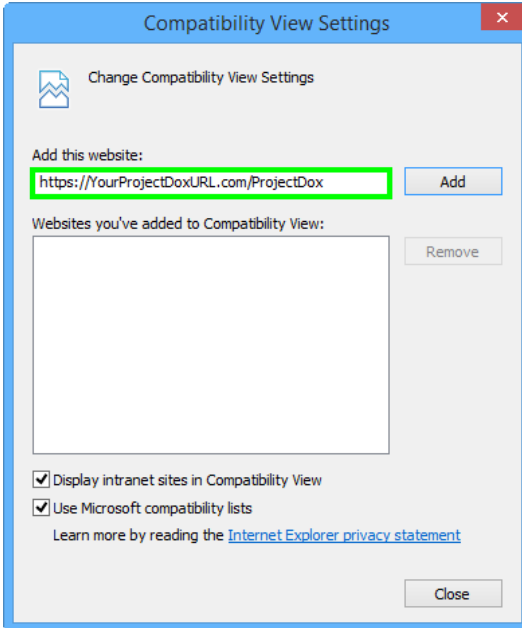 Compatibility View Settings
Change Compatibility View Settings
Add this website:
https://YourProjectDoxURL.com/ProjectDox
Add
Websites you've added to Compatibility View:
Remove
Display intranet sites in Compatibility View
Use Microsoft compatibility lists
Learn more by reading the Internet Explorer privacy statement
Close